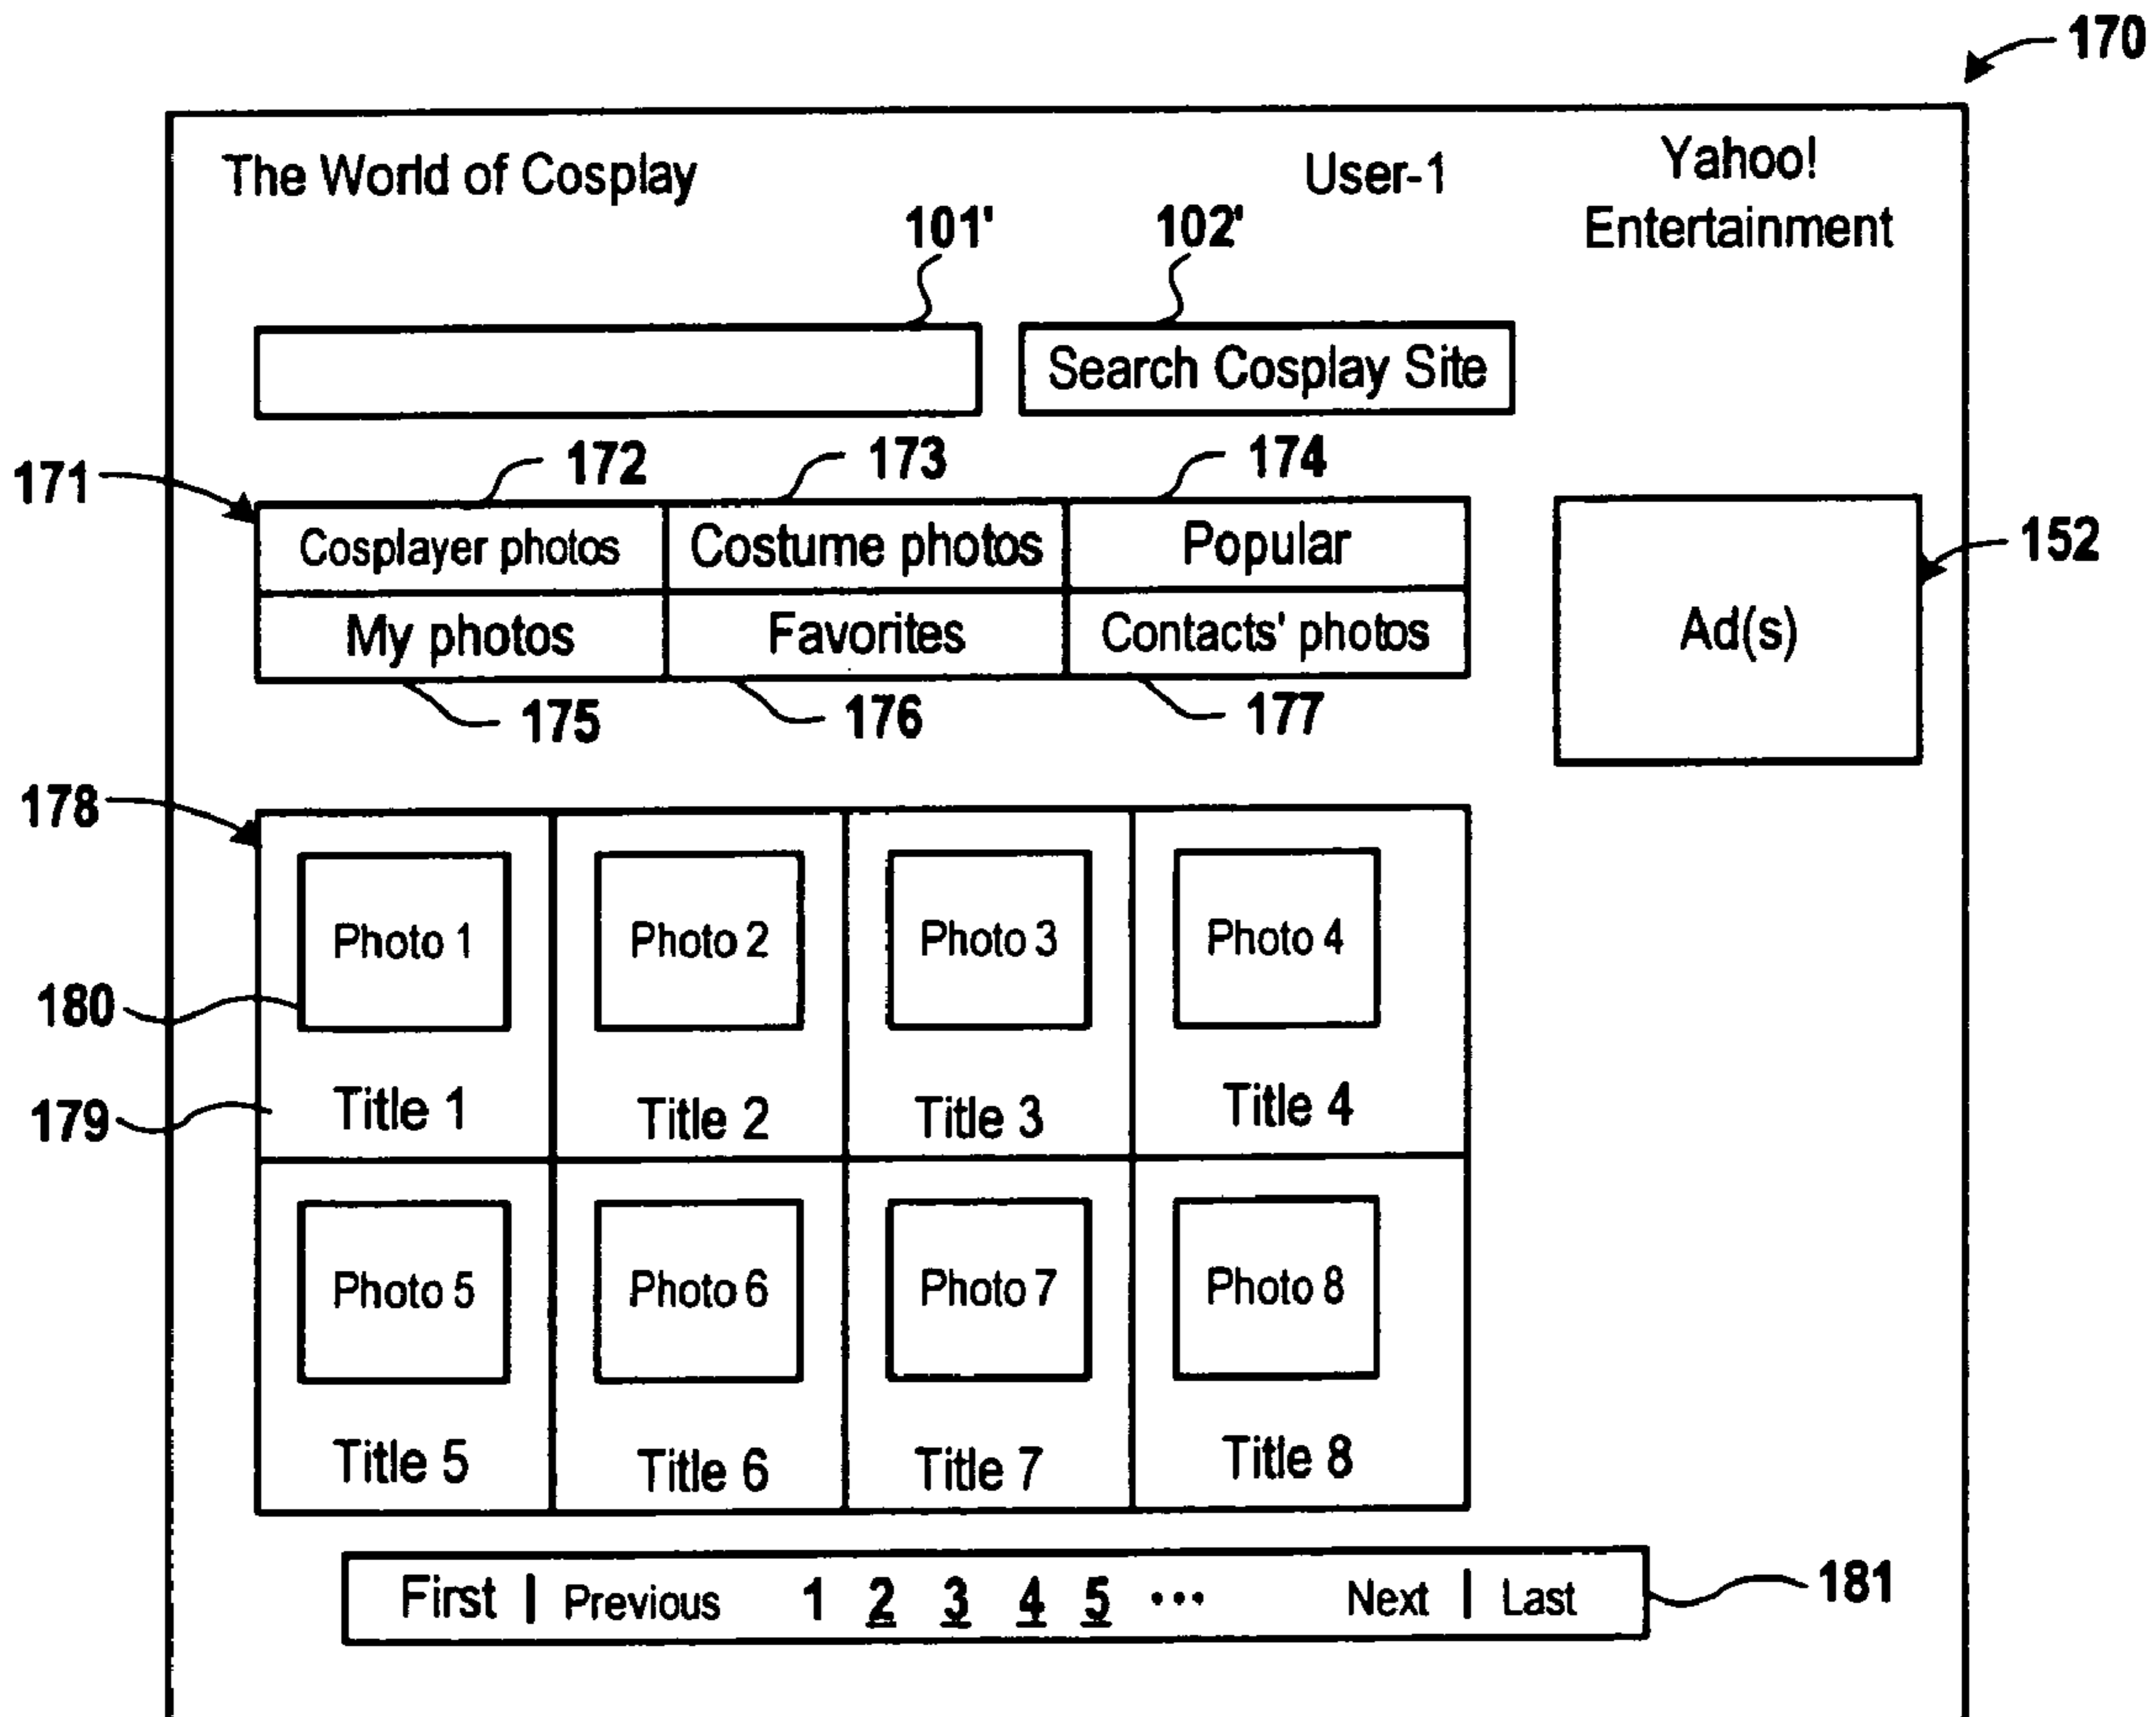 170
The World of Cosplay User-1 Yahoo!
Entertainment
101' 102'
Search Cosplay Site
172 173 174
171
Cosplayer photos Costume photos Popular
152
My photos Favorites Contacts' photos Ad(s)
175 176 177
178
Photo 1 Photo 2 Photo 3 Photo 4
180
Title 1 Title 2 Title 3 Title 4
179
Photo 5 Photo 6 Photo 7 Photo 8
Title 5 Title 6 Title 7 Title 8
First | Previous 1 2 3 4 5 ... Next | Last 181